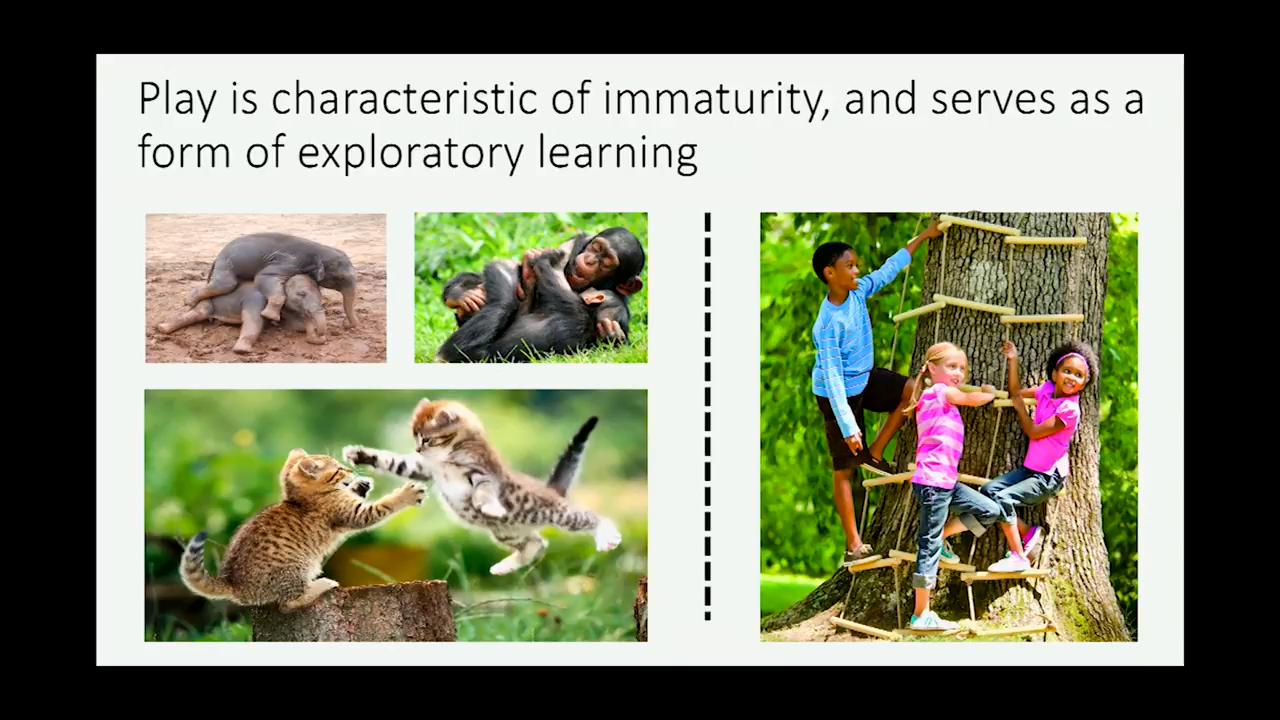 Play is characteristic of immaturity, and serves as a
form of exploratory learning